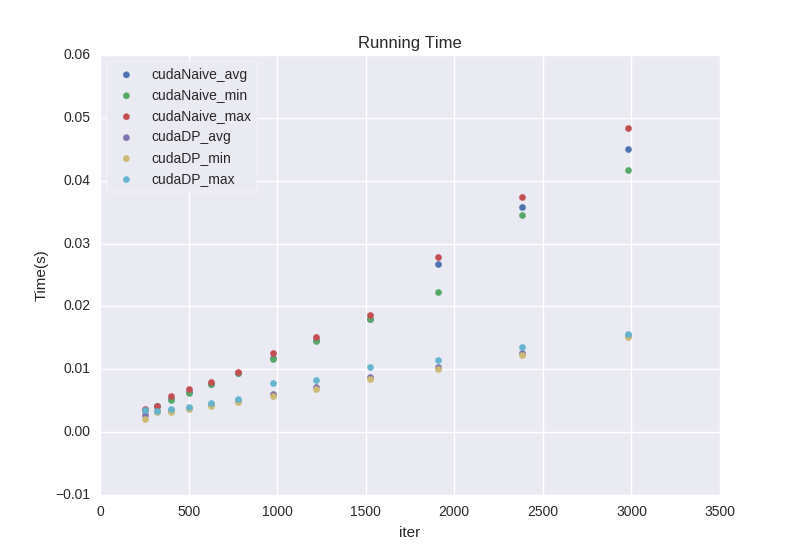 Running Time
0.06
0.05
0.04
0.03
0.02
0.01
0.00
−0.01
Time(s)
cudaNaive_avg
cudaNaive_min
cudaNaive_max
cudaDP_avg
cudaDP_min
cudaDP_max
0 500 1000 1500 2000 2500 3000 3500
iter